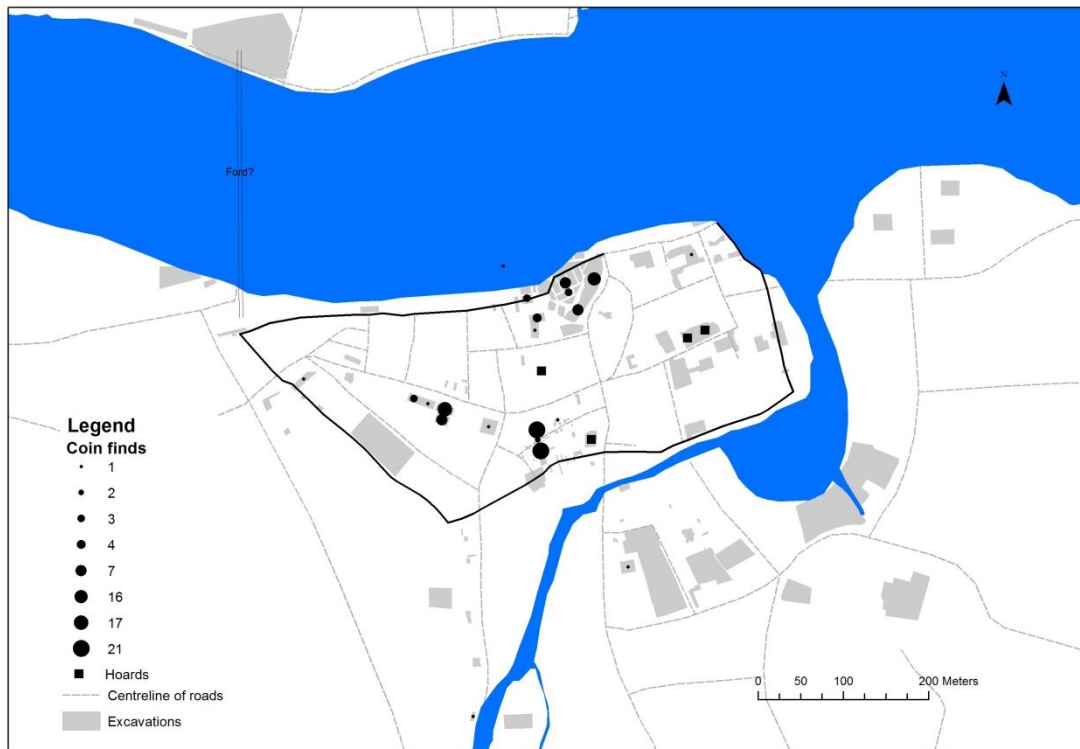 N
Ford?
Legend
Coin finds
1
2
3
4
7
16
17
21
Hoards
Centreline of roads
Excavations
0 50 100 200 Meters